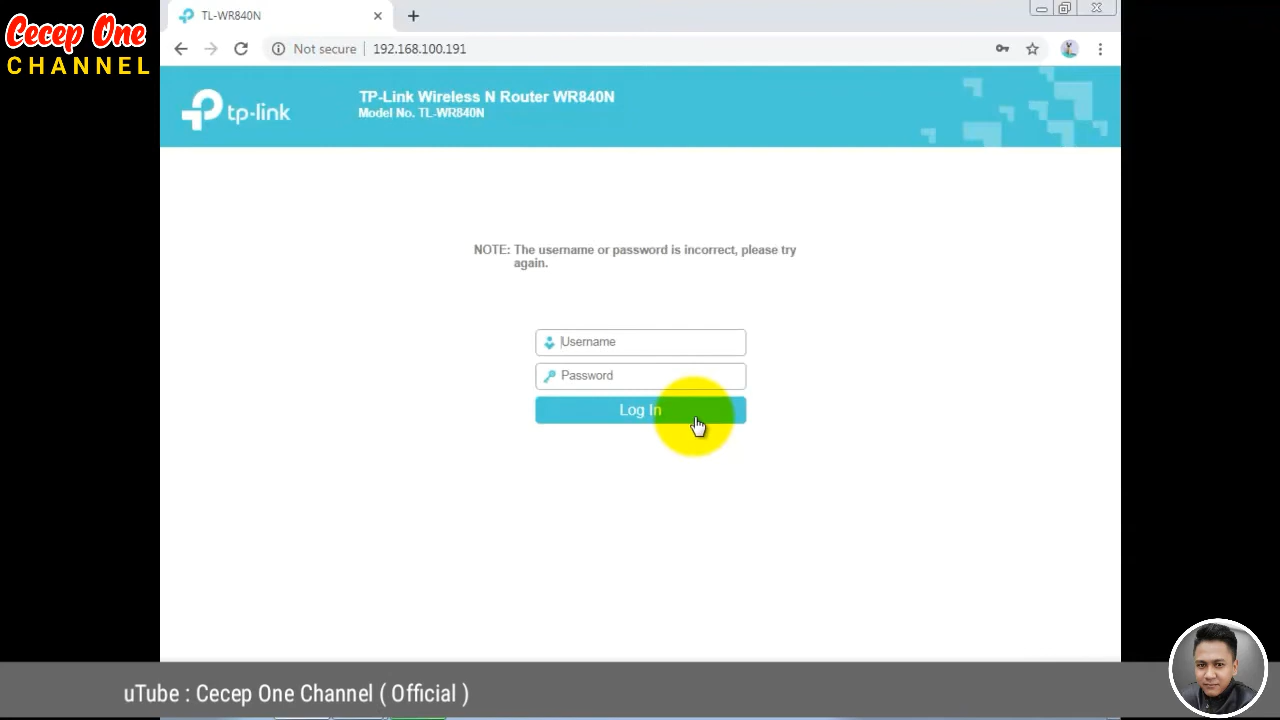 Cecep One
CHANNEL
TL-WR840N
Not secure
192.168.100.191
tp-link
TP-Link Wireless N Router WR840N
Model No. TL-WR840N
NOTE: The username or password is incorrect, please try
again.
Username
Password
Log In
uTube : Cecep One Channel ( Official )